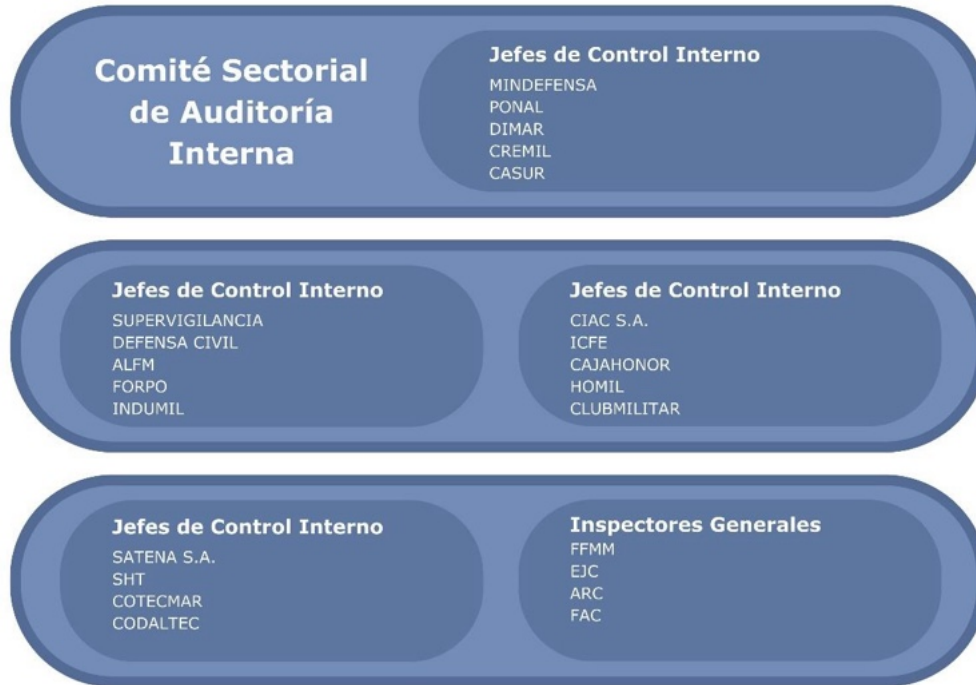 Comité Sectorial
de Auditoría
Interna
Jefes de Control Interno
MINDEFENSA
PONAL
DIMAR
CREMIL
CASUR
Jefes de Control Interno
SUPERVIGILANCIA
DEFENSA CIVIL
ALFM
FORPO
INDUMIL
Jefes de Control Interno
CIAC S.A.
ICFE
CAJAHONOR
HOMIL
CLUBMILITAR
Jefes de Control Interno
SATENA S.A.
SHT
COTECMAR
CODALTEC
Inspectores Generales
FFMM
EJC
ARC
FAC